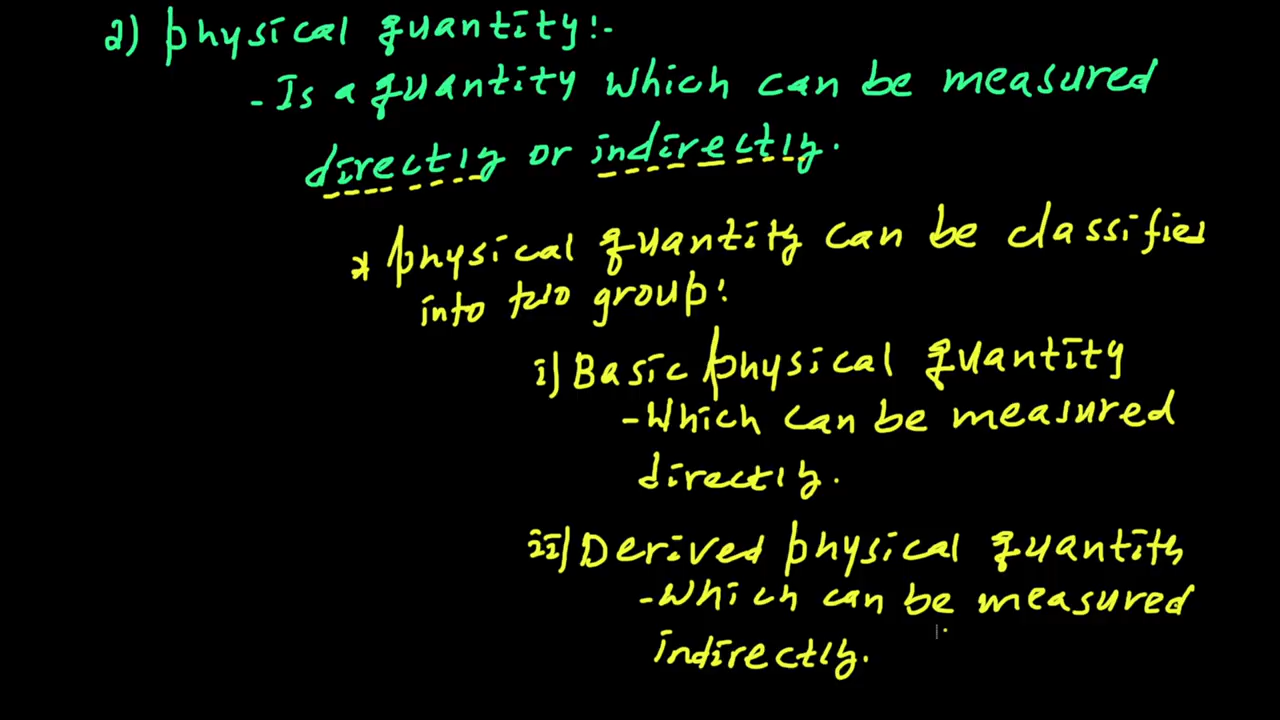 2) physical quantity:-
- Is a quantity which can be measured
directly or indirectly.
* physical quantity can be classified
into two group:
i) Basic physical quantity
- Which can be measured
directly.
ii) Derived physical quantity
- Which can be measured
indirectly.